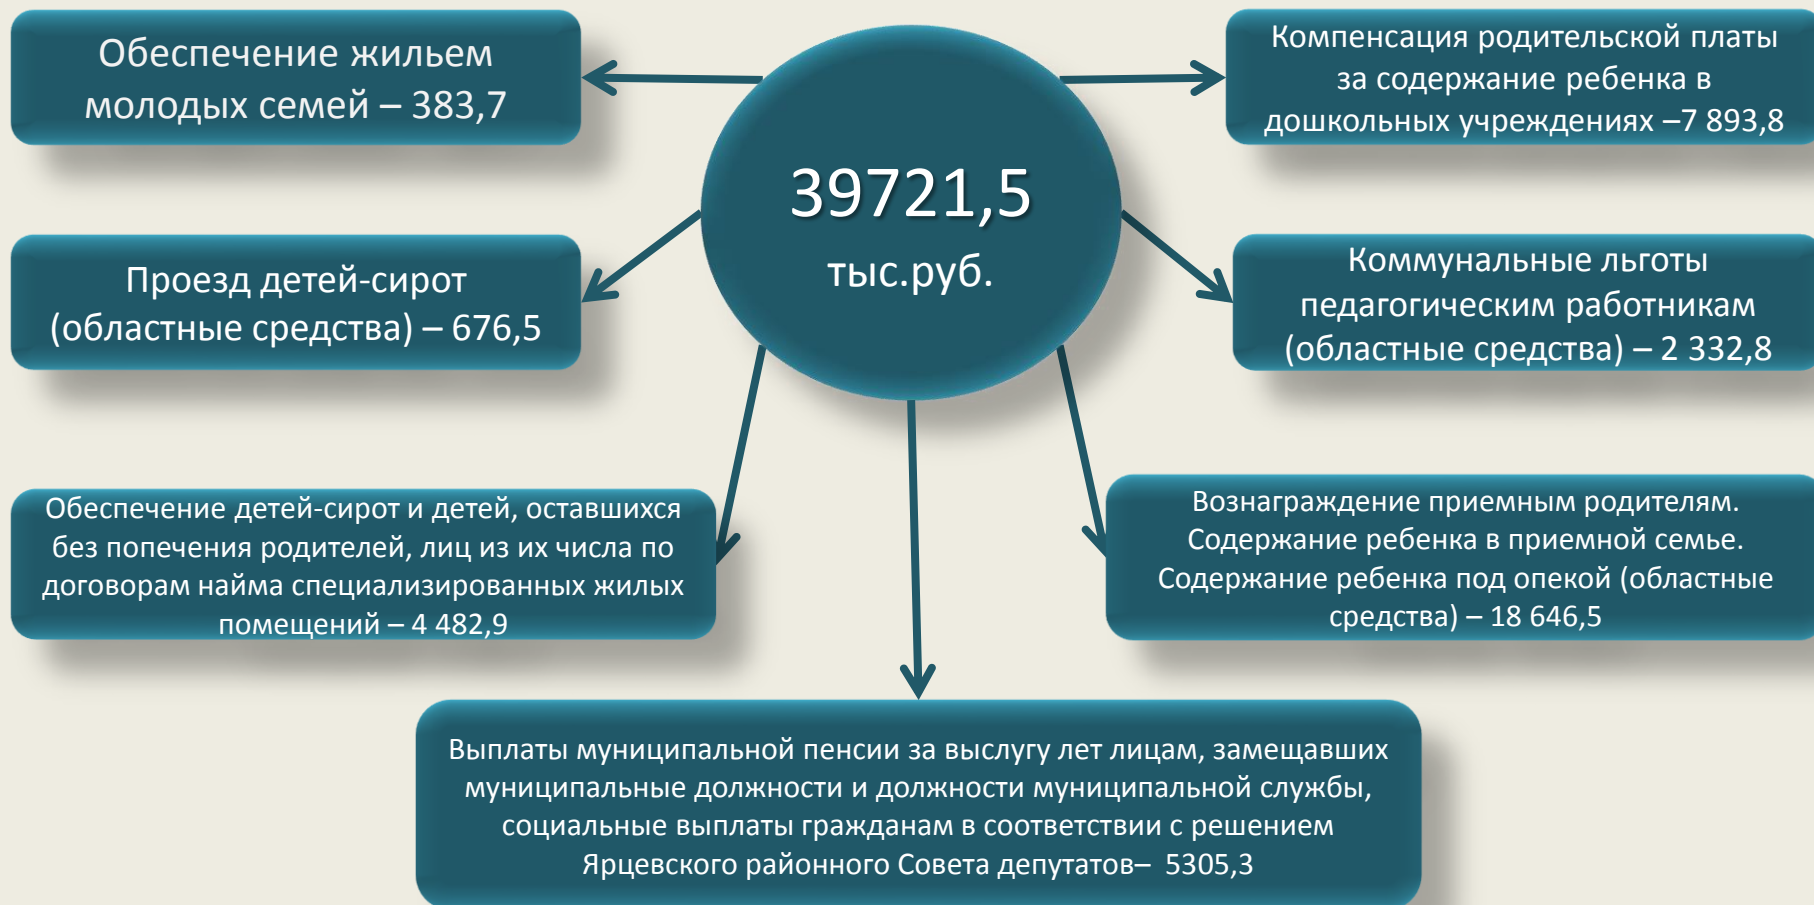 Обеспечение жильем
молодых семей – 383,7
39721,5
тыс.руб.
Компенсация родительской платы
за содержание ребенка в
дошкольных учреждениях –7 893,8
Проезд детей-сирот
(областные средства) – 676,5
Коммунальные льготы
педагогическим работникам
(областные средства) – 2 332,8
Обеспечение детей-сирот и детей, оставшихся
без попечения родителей, лиц из их числа по
договорам найма специализированных жилых
помещений – 4 482,9
Вознаграждение приемным родителям.
Содержание ребенка в приемной семье.
Содержание ребенка под опекой (областные
средства) – 18 646,5
Выплаты муниципальной пенсии за выслугу лет лицам, замещавших
муниципальные должности и должности муниципальной службы,
социальные выплаты гражданам в соответствии с решением
Ярцевского районного Совета депутатов–  5305,3